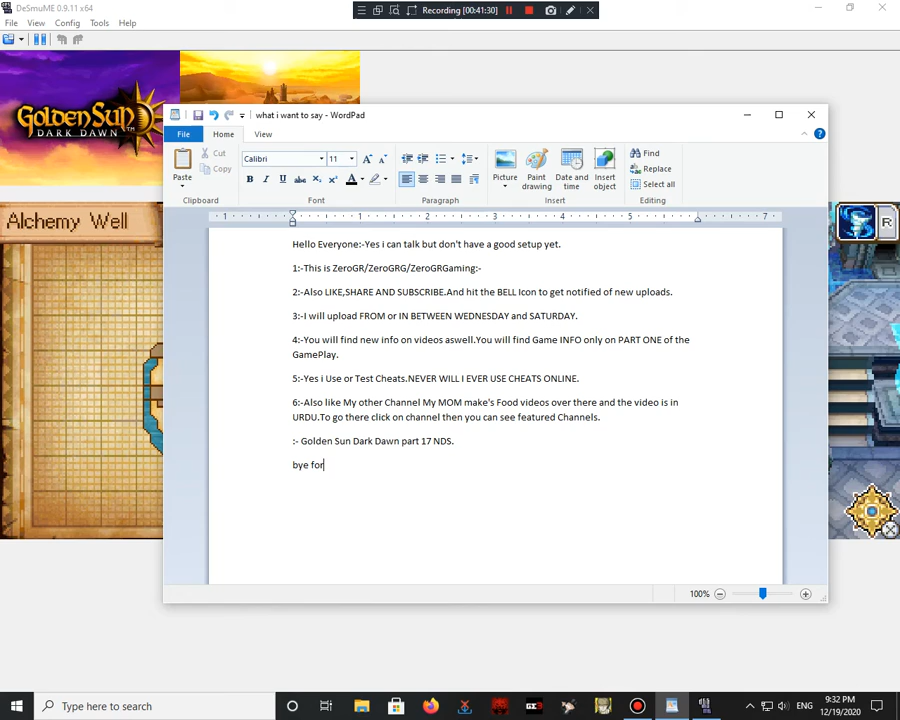 DeSmuME 0.9.11 x64
Recording [00:41:30]
File View Config Tools Help
GOLDEN SUN
DARK DAWN
what i want to say - WordPad
File Home View
Paste
Cut
Copy
Calibri 11
Picture
Paint drawing
Date and time
Insert object
Find
Replace
Select all
Clipboard Font Paragraph Insert Editing
1 1 2 3 4 5 7
Alchemy Well
R
Hello Everyone:-Yes i can talk but don't have a good setup yet.
1:-This is ZeroGR/ZeroGRG/ZeroGRGaming:-
2:-Also LIKE,SHARE AND SUBSCRIBE.And hit the BELL Icon to get notified of new uploads.
3:-I will upload FROM or IN BETWEEN WEDNESDAY and SATURDAY.
4:-You will find new info on videos aswell.You will find Game INFO only on PART ONE of the
GamePlay.
5:-Yes i Use or Test Cheats.NEVER WILL I EVER USE CHEATS ONLINE.
6:-Also like My other Channel My MOM make's Food videos over there and the video is in
URDU.To go there click on channel then you can see featured Channels.
:- Golden Sun Dark Dawn part 17 NDS.
bye for
100%
Type here to search
ENG
9:32 PM
12/19/2020